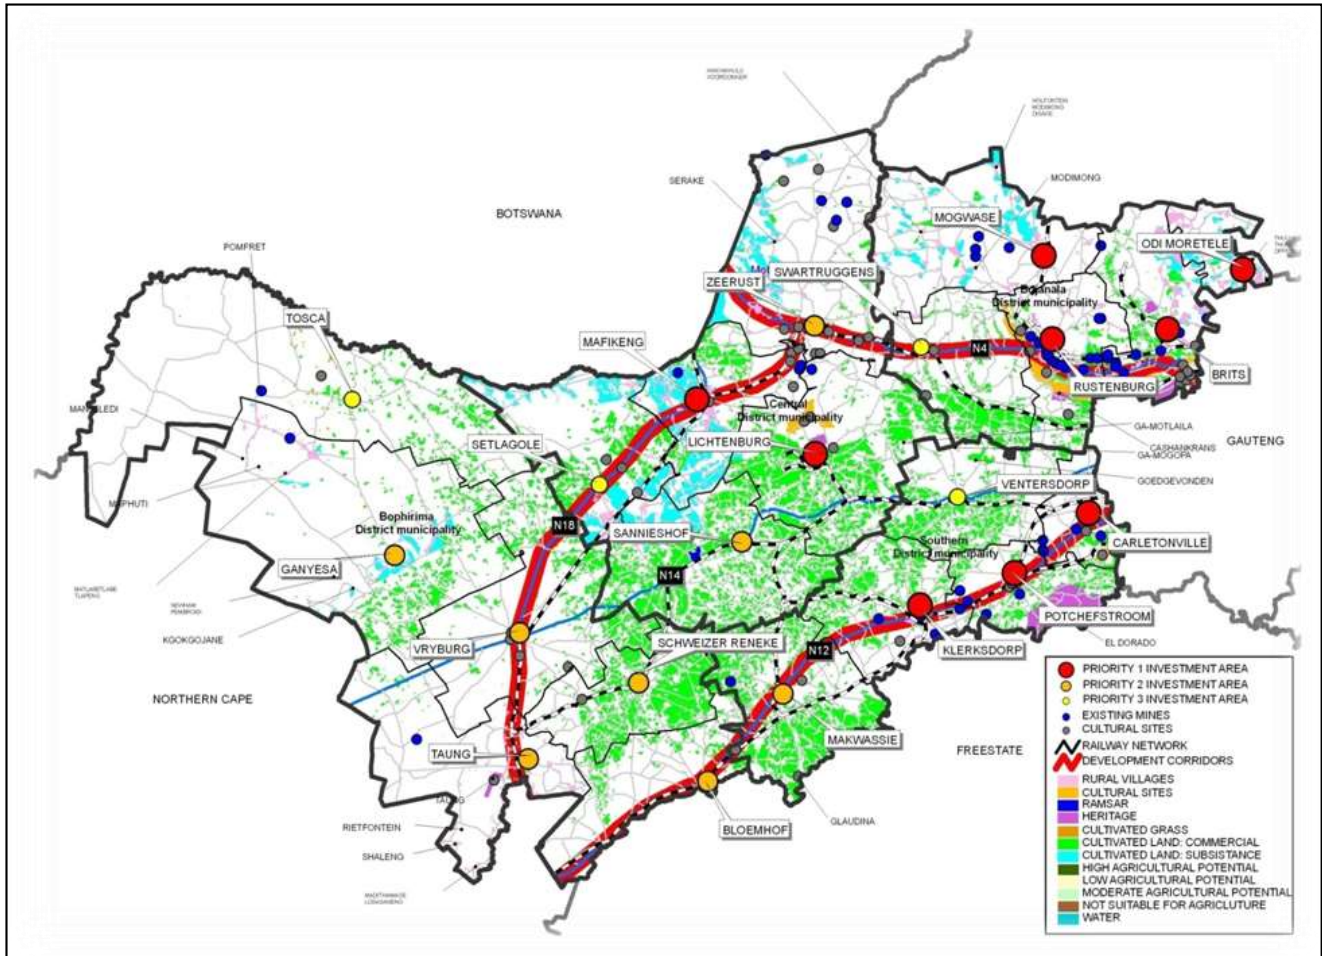 BOTSWANA
SERAKE
MODIMONG
MOGWASE
ODI MORETELE
POMFRET
SWARTRUGGENS
ZEERUST
Bojanala
District municipality
TOSCA
MAFIKENG
N4
RUSTENBURG
BRITS
Central
District municipality
SETLAGOLE
LICHTENBURG
GA-MOTLAILA
CASHANKRANS
GA-MOGOPA
GAUTENG
GOEDGEVONDEN
VENTERSDORP
Bophirima
District municipality
N18
SANNIESHOF
Southern
District municipality
CARLETONVILLE
GANYESA
N14
POTCHEFSTROOM
KGOKGOJANE
EL DORADO
VRYBURG
SCHWEIZER RENEKE
N12
KLERKSDORP
NORTHERN CAPE
MAKWASSIE
FREESTATE
TAUNG
TAUNG
BLOEMHOF
GLAUDINA
RIETFONTEIN
SHALENG
PRIORITY 1 INVESTMENT AREA
PRIORITY 2 INVESTMENT AREA
PRIORITY 3 INVESTMENT AREA
EXISTING MINES
CULTURAL SITES
RAILWAY NETWORK
DEVELOPMENT CORRIDORS
RURAL VILLAGES
CULTURAL SITES
RAMSAR
HERITAGE
CULTIVATED GRASS
CULTIVATED LAND: COMMERCIAL
CULTIVATED LAND: SUBSISTANCE
HIGH AGRICULTURAL POTENTIAL
LOW AGRICULTURAL POTENTIAL
MODERATE AGRICULTURAL POTENTIAL
NOT SUITABLE FOR AGRICLUTURE
WATER